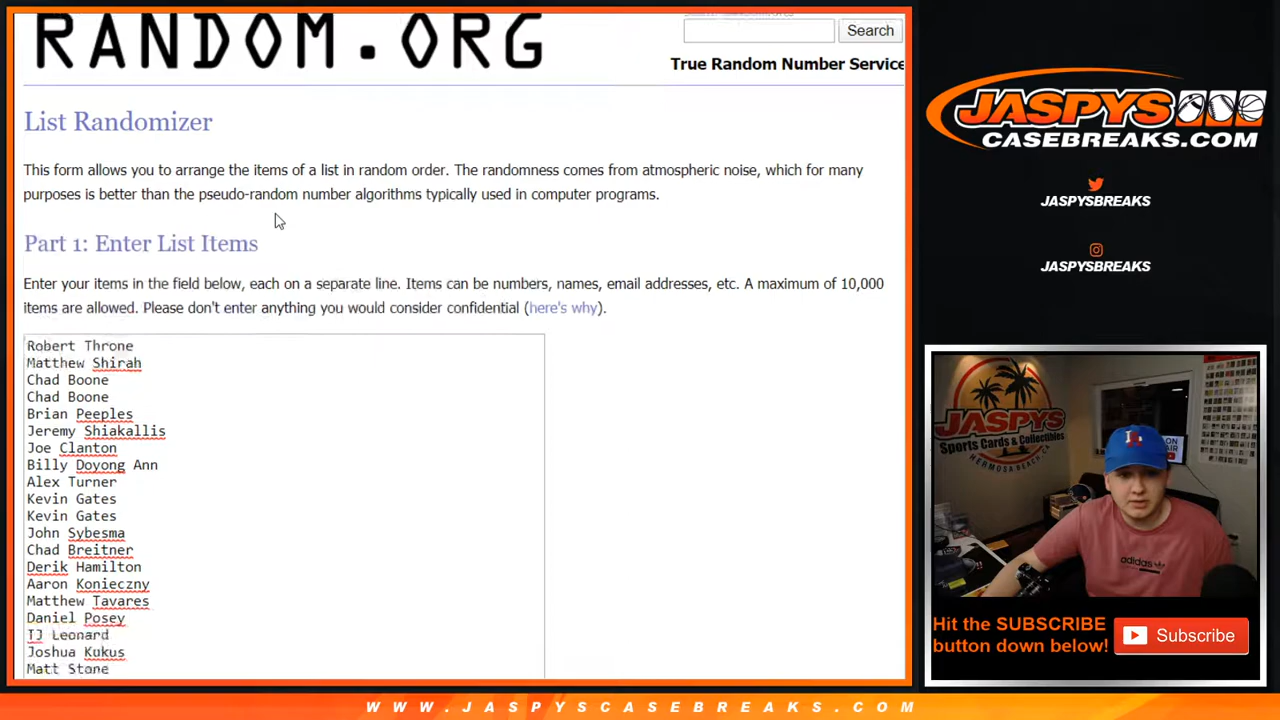 RANDOM.ORG
Search
True Random Number Service
List Randomizer
This form allows you to arrange the items of a list in random order. The randomness comes from atmospheric noise, which for many
purposes is better than the pseudo-random number algorithms typically used in computer programs.
Part 1: Enter List Items
Enter your items in the field below, each on a separate line. Items can be numbers, names, email addresses, etc. A maximum of 10,000
items are allowed. Please don't enter anything you would consider confidential (here's why).
Robert Throne
Matthew Shirah
Chad Boone
Chad Boone
Brian Peeples
Jeremy Shiakallis
Joe Clanton
Billy Doyong Ann
Alex Turner
Kevin Gates
Kevin Gates
John Sybesma
Chad Breitner
Derik Hamilton
Aaron Konieczny
Matthew Tavares
Daniel Posey
TJ Leonard
Joshua Kukus
Matt Stone
JASPYS
CASEBREAKS.COM
JASPYSBREAKS
JASPYSBREAKS
JASPYS
Sports Cards & Collectibles
HERMOSA BEACH, CA
ON
AIR
adidas
Hit the SUBSCRIBE
button down below!
Subscribe
WWW.JASPYSCASEBREAKS.COM